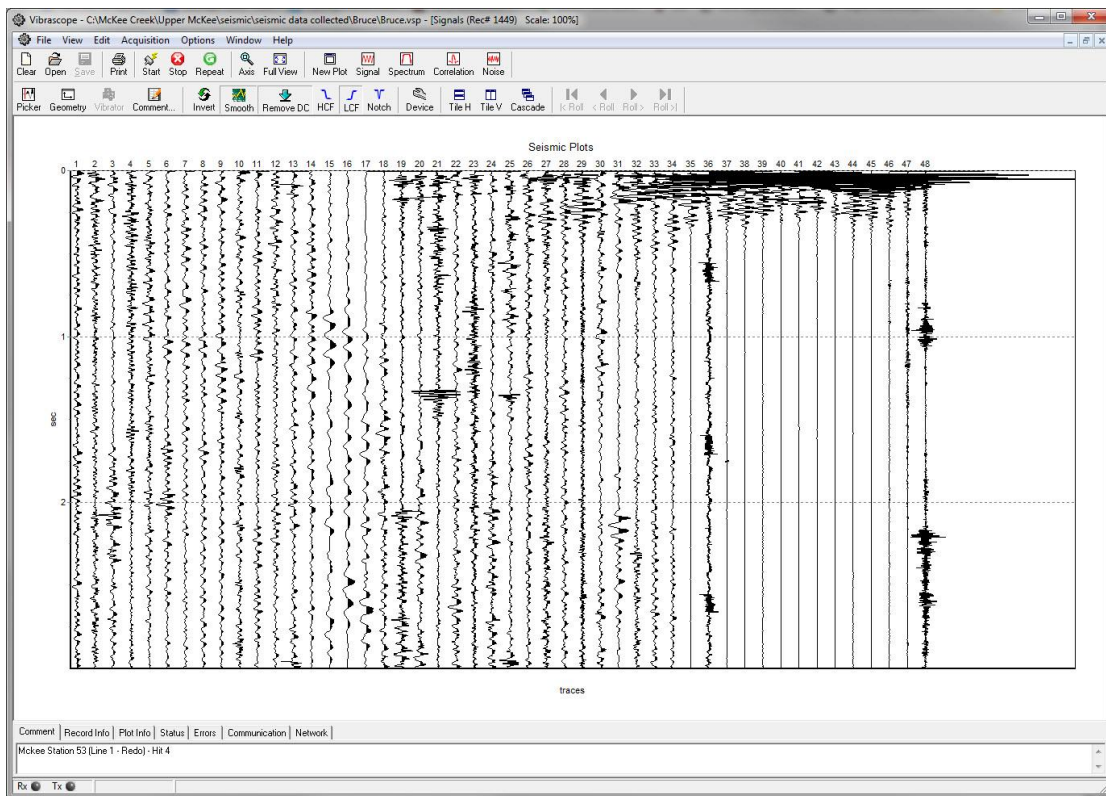 Vibrascope - C:\McKee Creek\Upper McKee\seismic\seismic data collected\Bruce\Bruce.vsp - [Signals (Rec# 1449)  Scale: 100%]
File View Edit Acquisition Options Window Help
Clear Open Save Print Start Stop Repeat Axis Full View New Plot Signal Spectrum Correlation Noise
Picker Geometry Vibrator Comment... Invert Smooth Remove DC HCF LCF Notch Device Tile H Tile V Cascade |< Roll < Roll Roll > Roll >|
Seismic Plots
1 2 3 4 5 6 7 8 9 10 11 12 13 14 15 16 17 18 19 20 21 22 23 24 25 26 27 28 29 30 31 32 33 34 35 36 37 38 39 40 41 42 43 44 45 46 47 48
0
1
sec
2
traces
Comment Record Info Plot Info Status Errors Communication Network
Mckee Station 53 (Line 1 - Redo) - Hit 4
Rx Tx